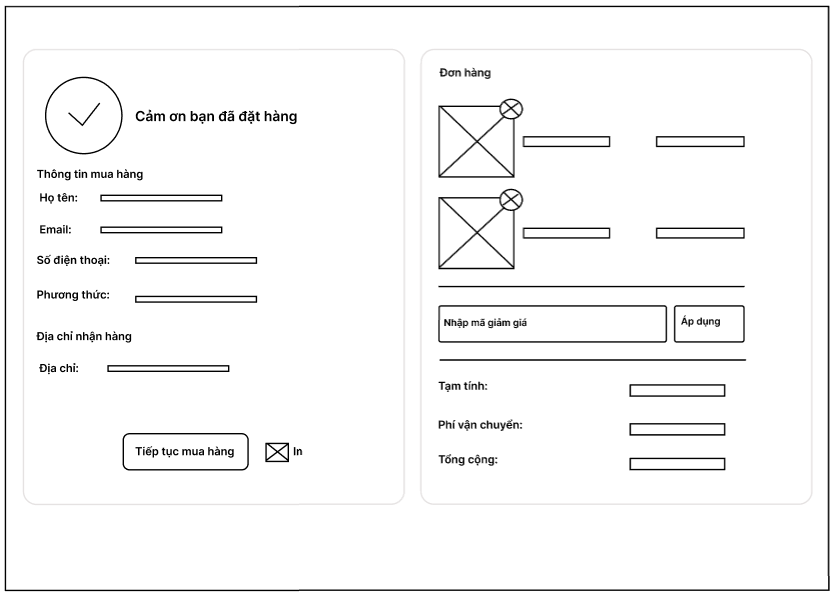 Cảm ơn bạn đã đặt hàng
Thông tin mua hàng
Họ tên:
Email:
Số điện thoại:
Phương thức:
Địa chỉ nhận hàng
Địa chỉ:
Tiếp tục mua hàng
In
Đơn hàng
Nhập mã giảm giá
Áp dụng
Tạm tính:
Phí vận chuyển:
Tổng cộng: